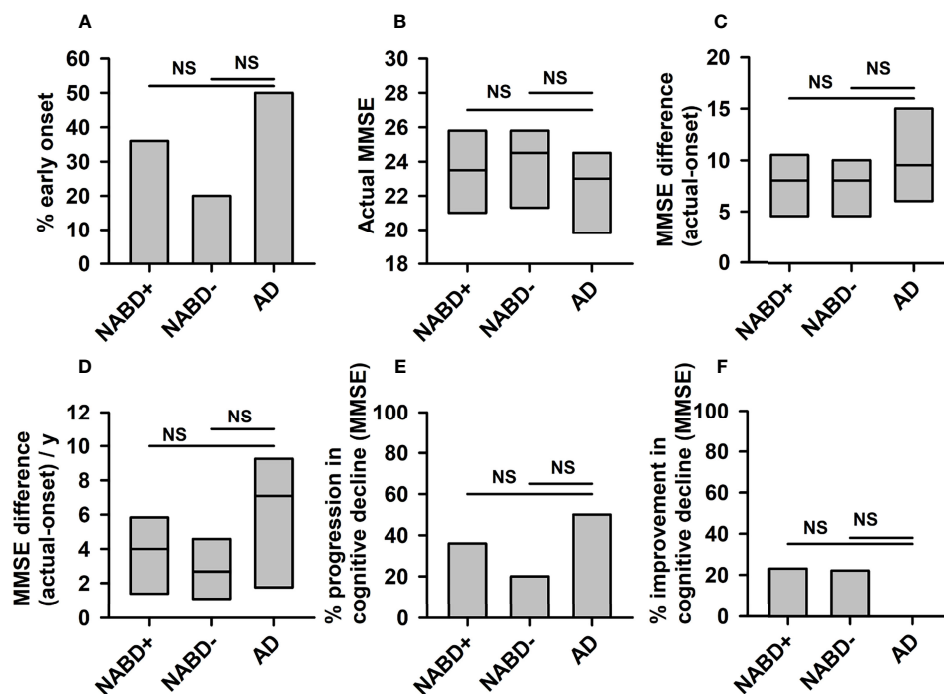 A
% early onset
60
50
40
30
20
10
0
NS
NS
NABD+
NABD-
AD
B
Actual MMSE
30
28
26
24
22
20
18
NS
NS
NABD+
NABD-
AD
C
MMSE difference
(actual-onset)
20
15
10
5
0
NS
NS
NABD+
NABD-
AD
D
MMSE difference
(actual-onset) / y
12
10
8
6
4
2
0
NS
NS
NABD+
NABD-
AD
E
% progression in
cognitive decline (MMSE)
100
80
60
40
20
0
NS
NS
NABD+
NABD-
AD
F
% improvement in
cognitive decline (MMSE)
100
80
60
40
20
0
NS
NS
NABD+
NABD-
AD